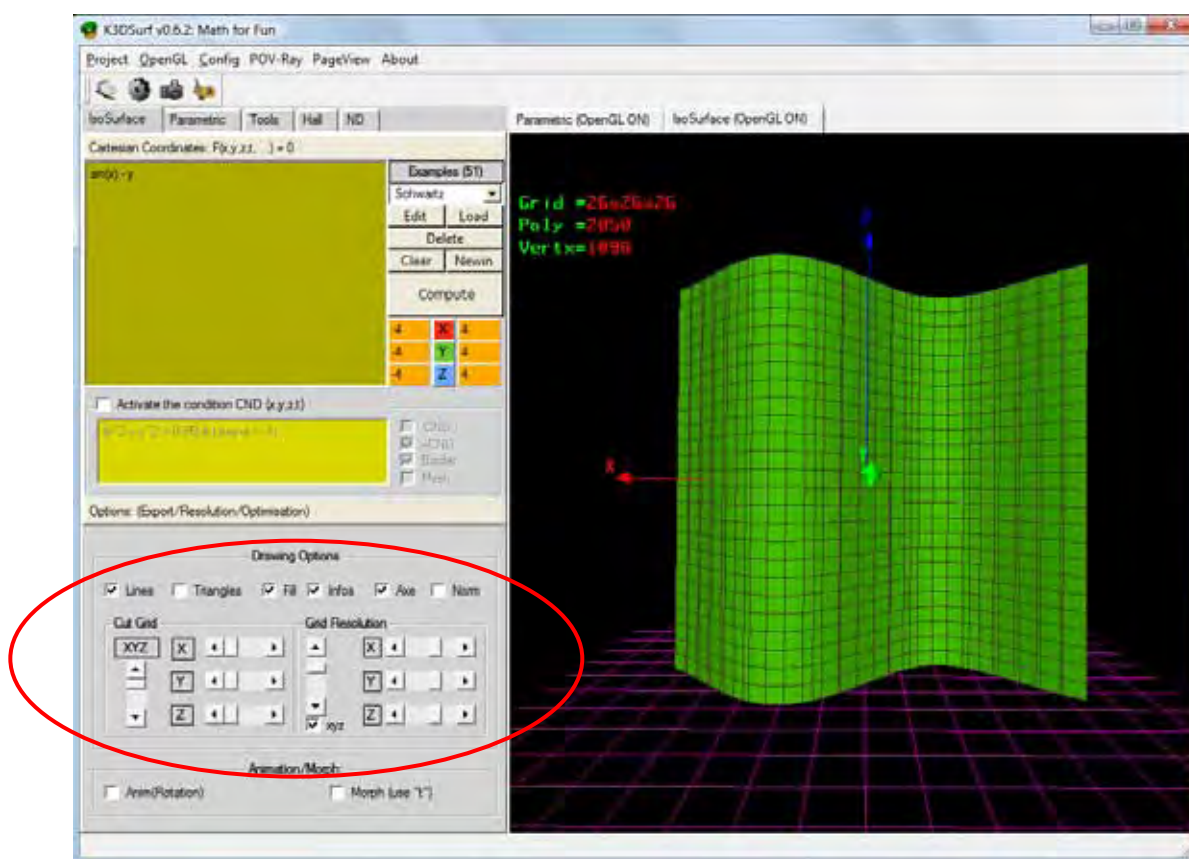 K3DSurf v0.6.2: Math for Fun
Project OpenGL Config POV-Ray PageView About
IsoSurface Parametric Tools Hall ND
Parametric (OpenGL ON) IsoSurface (OpenGL ON)
Cartesian Coordinates: F(x,y,z,t, ...) = 0
sin(x) - y
Examples (51)
Schwartz
Edit Load
Delete
Clear Newin
Compute
-4 X 4
-4 Y 4
-4 Z 4
Grid =26x26x26
Poly =2050
Vertx=1096
Activate the condition CND (x,y,z,t)
CND
Border
Options: (Export/Resolution/Optimisation)
Drawing Options
Lines Triangles Fill Infos Axe Norm
Cut Grid Grid Resolution
XYZ X X
Y Y
Z xyz Z
Animation/Morph:
Anim(Rotation) Morph (use "t")
X